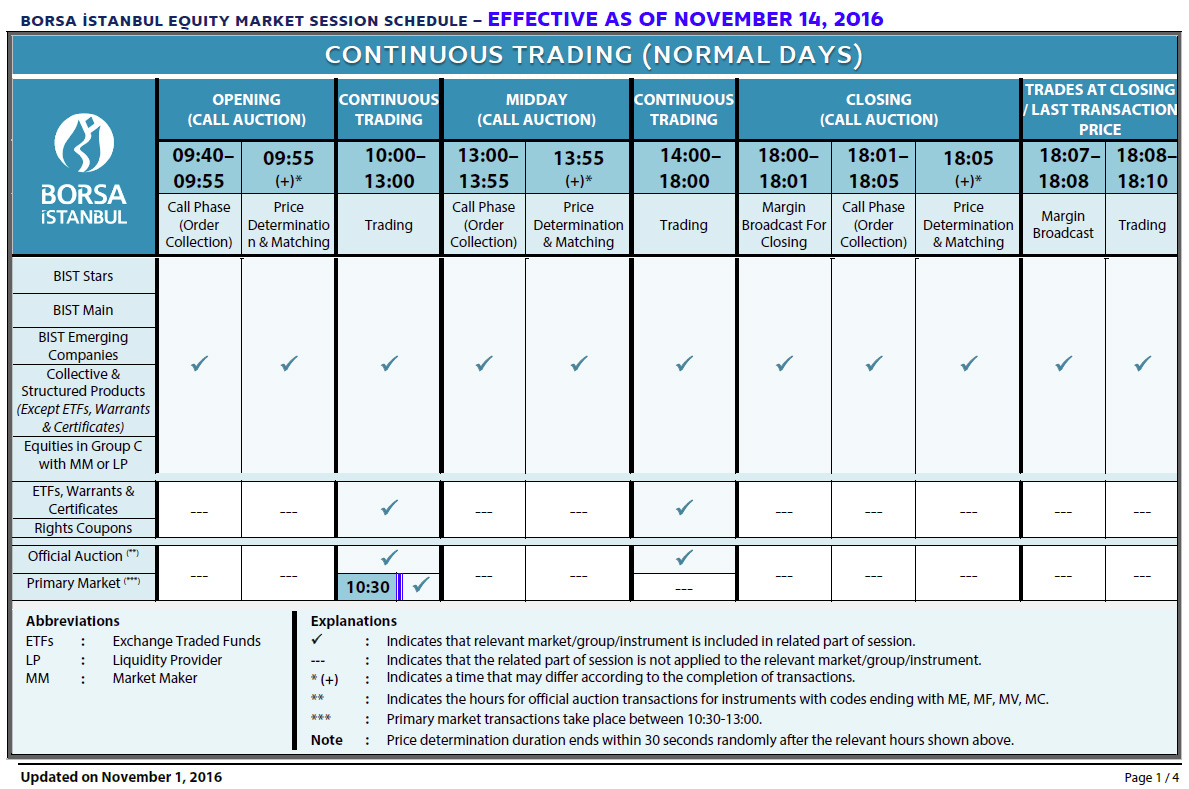 BORSA İSTANBUL EQUITY MARKET SESSION SCHEDULE – EFFECTIVE AS OF NOVEMBER 14, 2016
CONTINUOUS TRADING (NORMAL DAYS)
BORSA
İSTANBUL
OPENING
(CALL AUCTION)
CONTINUOUS
TRADING
MIDDAY
(CALL AUCTION)
CONTINUOUS
TRADING
CLOSING
(CALL AUCTION)
TRADES AT CLOSING
/ LAST TRANSACTION
PRICE
09:40–
09:55
09:55
(+)*
10:00–
13:00
13:00–
13:55
13:55
(+)*
14:00–
18:00
18:00–
18:01
18:01–
18:05
18:05
(+)*
18:07–
18:08
18:08–
18:10
Call Phase
(Order
Collection)
Price
Determinatio
n & Matching
Trading
Call Phase
(Order
Collection)
Price
Determination
& Matching
Trading
Margin
Broadcast For
Closing
Call Phase
(Order
Collection)
Price
Determination
& Matching
Margin
Broadcast
Trading
BIST Stars
BIST Main
BIST Emerging
Companies
Collective &
Structured Products
(Except ETFs, Warrants
& Certificates)
Equities in Group C
with MM or LP
✓ ✓ ✓ ✓ ✓ ✓ ✓ ✓ ✓ ✓ ✓
ETFs, Warrants &
Certificates
Rights Coupons
--- --- ✓ --- --- ✓ --- --- --- --- ---
Official Auction (**)
✓ ✓
Primary Market (***)
--- --- 10:30 ✓ --- --- --- --- --- --- --- ---
Abbreviations
ETFs : Exchange Traded Funds
LP : Liquidity Provider
MM : Market Maker
Explanations
✓ : Indicates that relevant market/group/instrument is included in related part of session.
--- : Indicates that the related part of session is not applied to the relevant market/group/instrument.
* (+) : Indicates a time that may differ according to the completion of transactions.
** : Indicates the hours for official auction transactions for instruments with codes ending with ME, MF, MV, MC.
*** : Primary market transactions take place between 10:30-13:00.
Note : Price determination duration ends within 30 seconds randomly after the relevant hours shown above.
Updated on November 1, 2016
Page 1 / 4